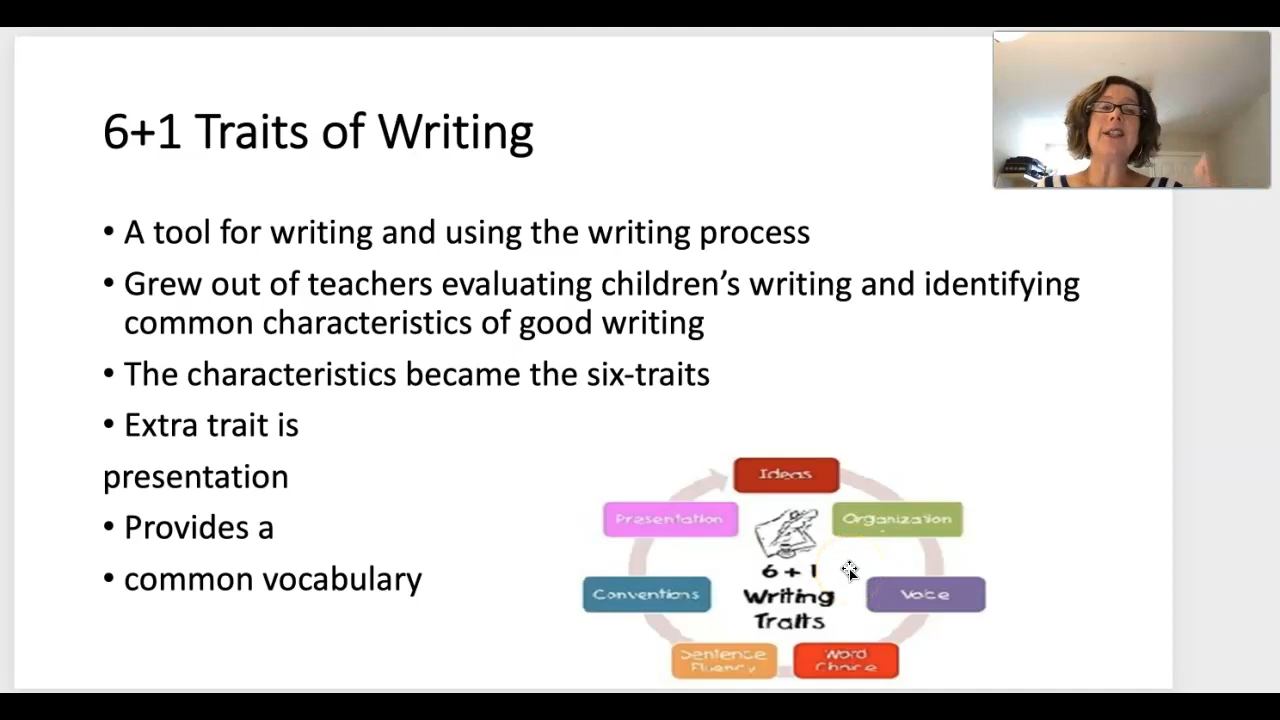 6+1 Traits of Writing
• A tool for writing and using the writing process
• Grew out of teachers evaluating children’s writing and identifying
common characteristics of good writing
• The characteristics became the six-traits
• Extra trait is
presentation
• Provides a
• common vocabulary
Ideas
Presentation
Organization
6 + 1
Writing
Traits
Conventions
Voice
Sentence
Fluency
Word
Choice